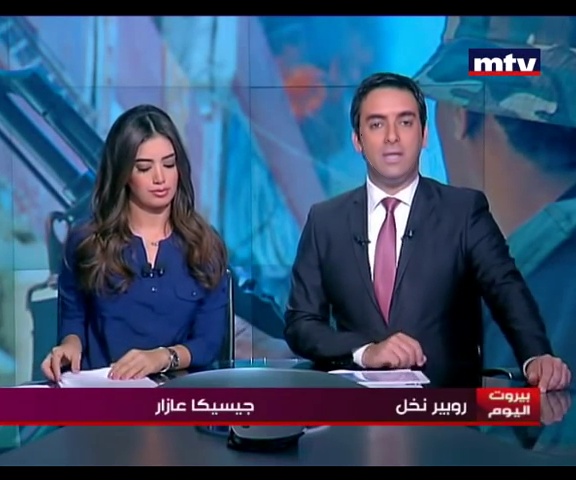 mtv
بيروت
اليوم
روبير نخل
جيسيكا عازار